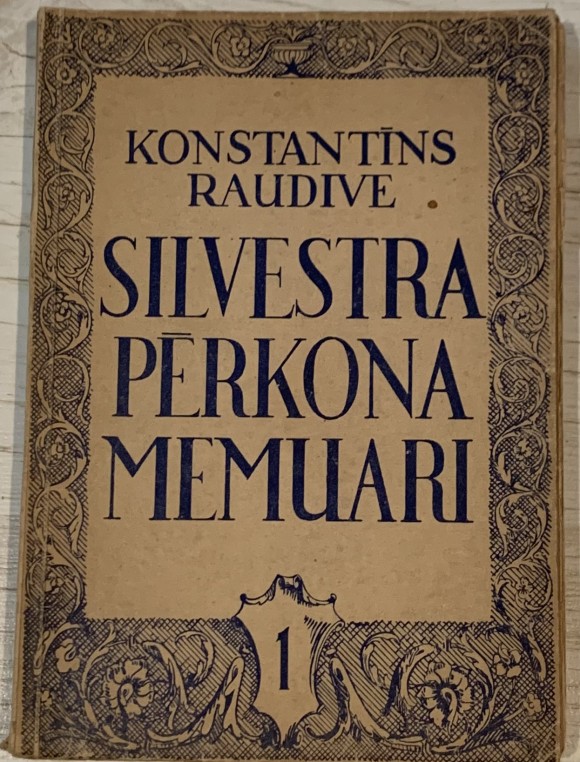 KONSTANTĪNS
RAUDIVE
SILVESTRA
PĒRKONA
MEMUARI
1